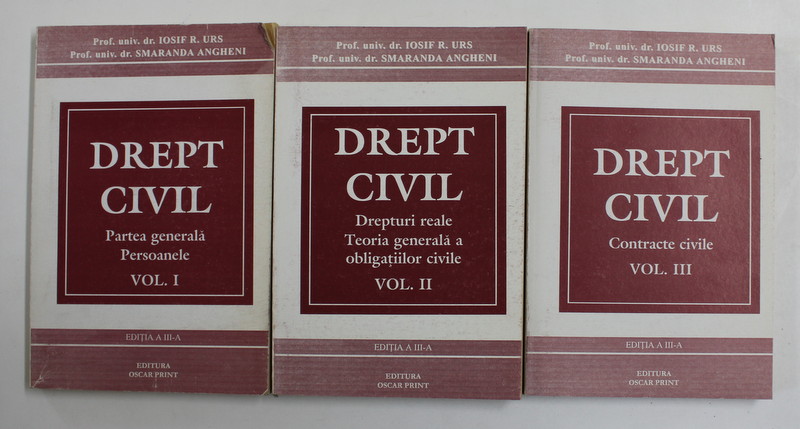 Prof. univ. dr. IOSIF R. URS
Prof. univ. dr. SMARANDA ANGHENI
DREPT
CIVIL
Partea generală
Persoanele
VOL. I
EDIȚIA A III-A
EDITURA
OSCAR PRINT
Prof. univ. dr. IOSIF R. URS
Prof. univ. dr. SMARANDA ANGHENI
DREPT
CIVIL
Drepturi reale
Teoria generală a
obligațiilor civile
VOL. II
EDIȚIA A III-A
EDITURA
OSCAR PRINT
Prof. univ. dr. IOSIF R. URS
Prof. univ. dr. SMARANDA ANGHENI
DREPT
CIVIL
Contracte civile
VOL. III
EDIȚIA A III-A
EDITURA
OSCAR PRINT